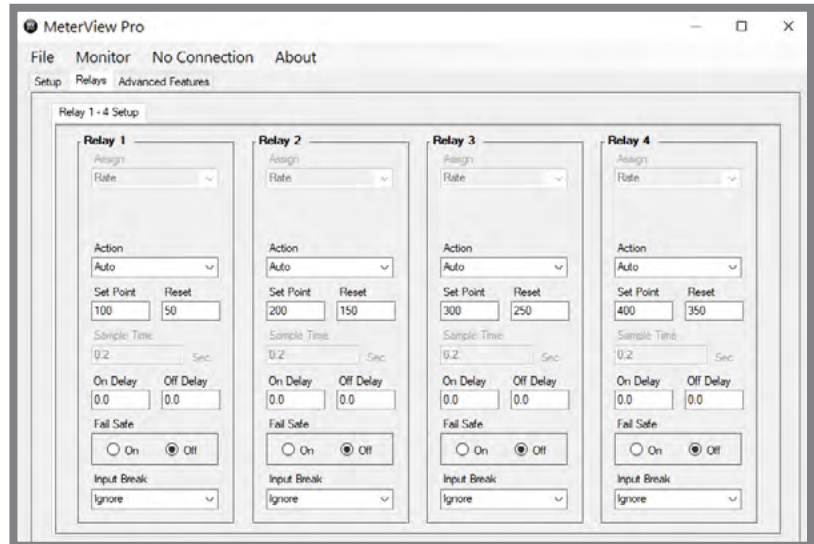 MeterView Pro
File Monitor No Connection About
Setup Relays Advanced Features
Relay 1 - 4 Setup
Relay 1
Assign
Rate
Action
Auto
Set Point Reset
100 50
Sample Time
0.2 Sec
On Delay Off Delay
0.0 0.0
Fail Safe
On Off
Input Break
Ignore
Relay 2
Assign
Rate
Action
Auto
Set Point Reset
200 150
Sample Time
0.2 Sec
On Delay Off Delay
0.0 0.0
Fail Safe
On Off
Input Break
Ignore
Relay 3
Assign
Rate
Action
Auto
Set Point Reset
300 250
Sample Time
0.2 Sec
On Delay Off Delay
0.0 0.0
Fail Safe
On Off
Input Break
Ignore
Relay 4
Assign
Rate
Action
Auto
Set Point Reset
400 350
Sample Time
0.2 Sec
On Delay Off Delay
0.0 0.0
Fail Safe
On Off
Input Break
Ignore